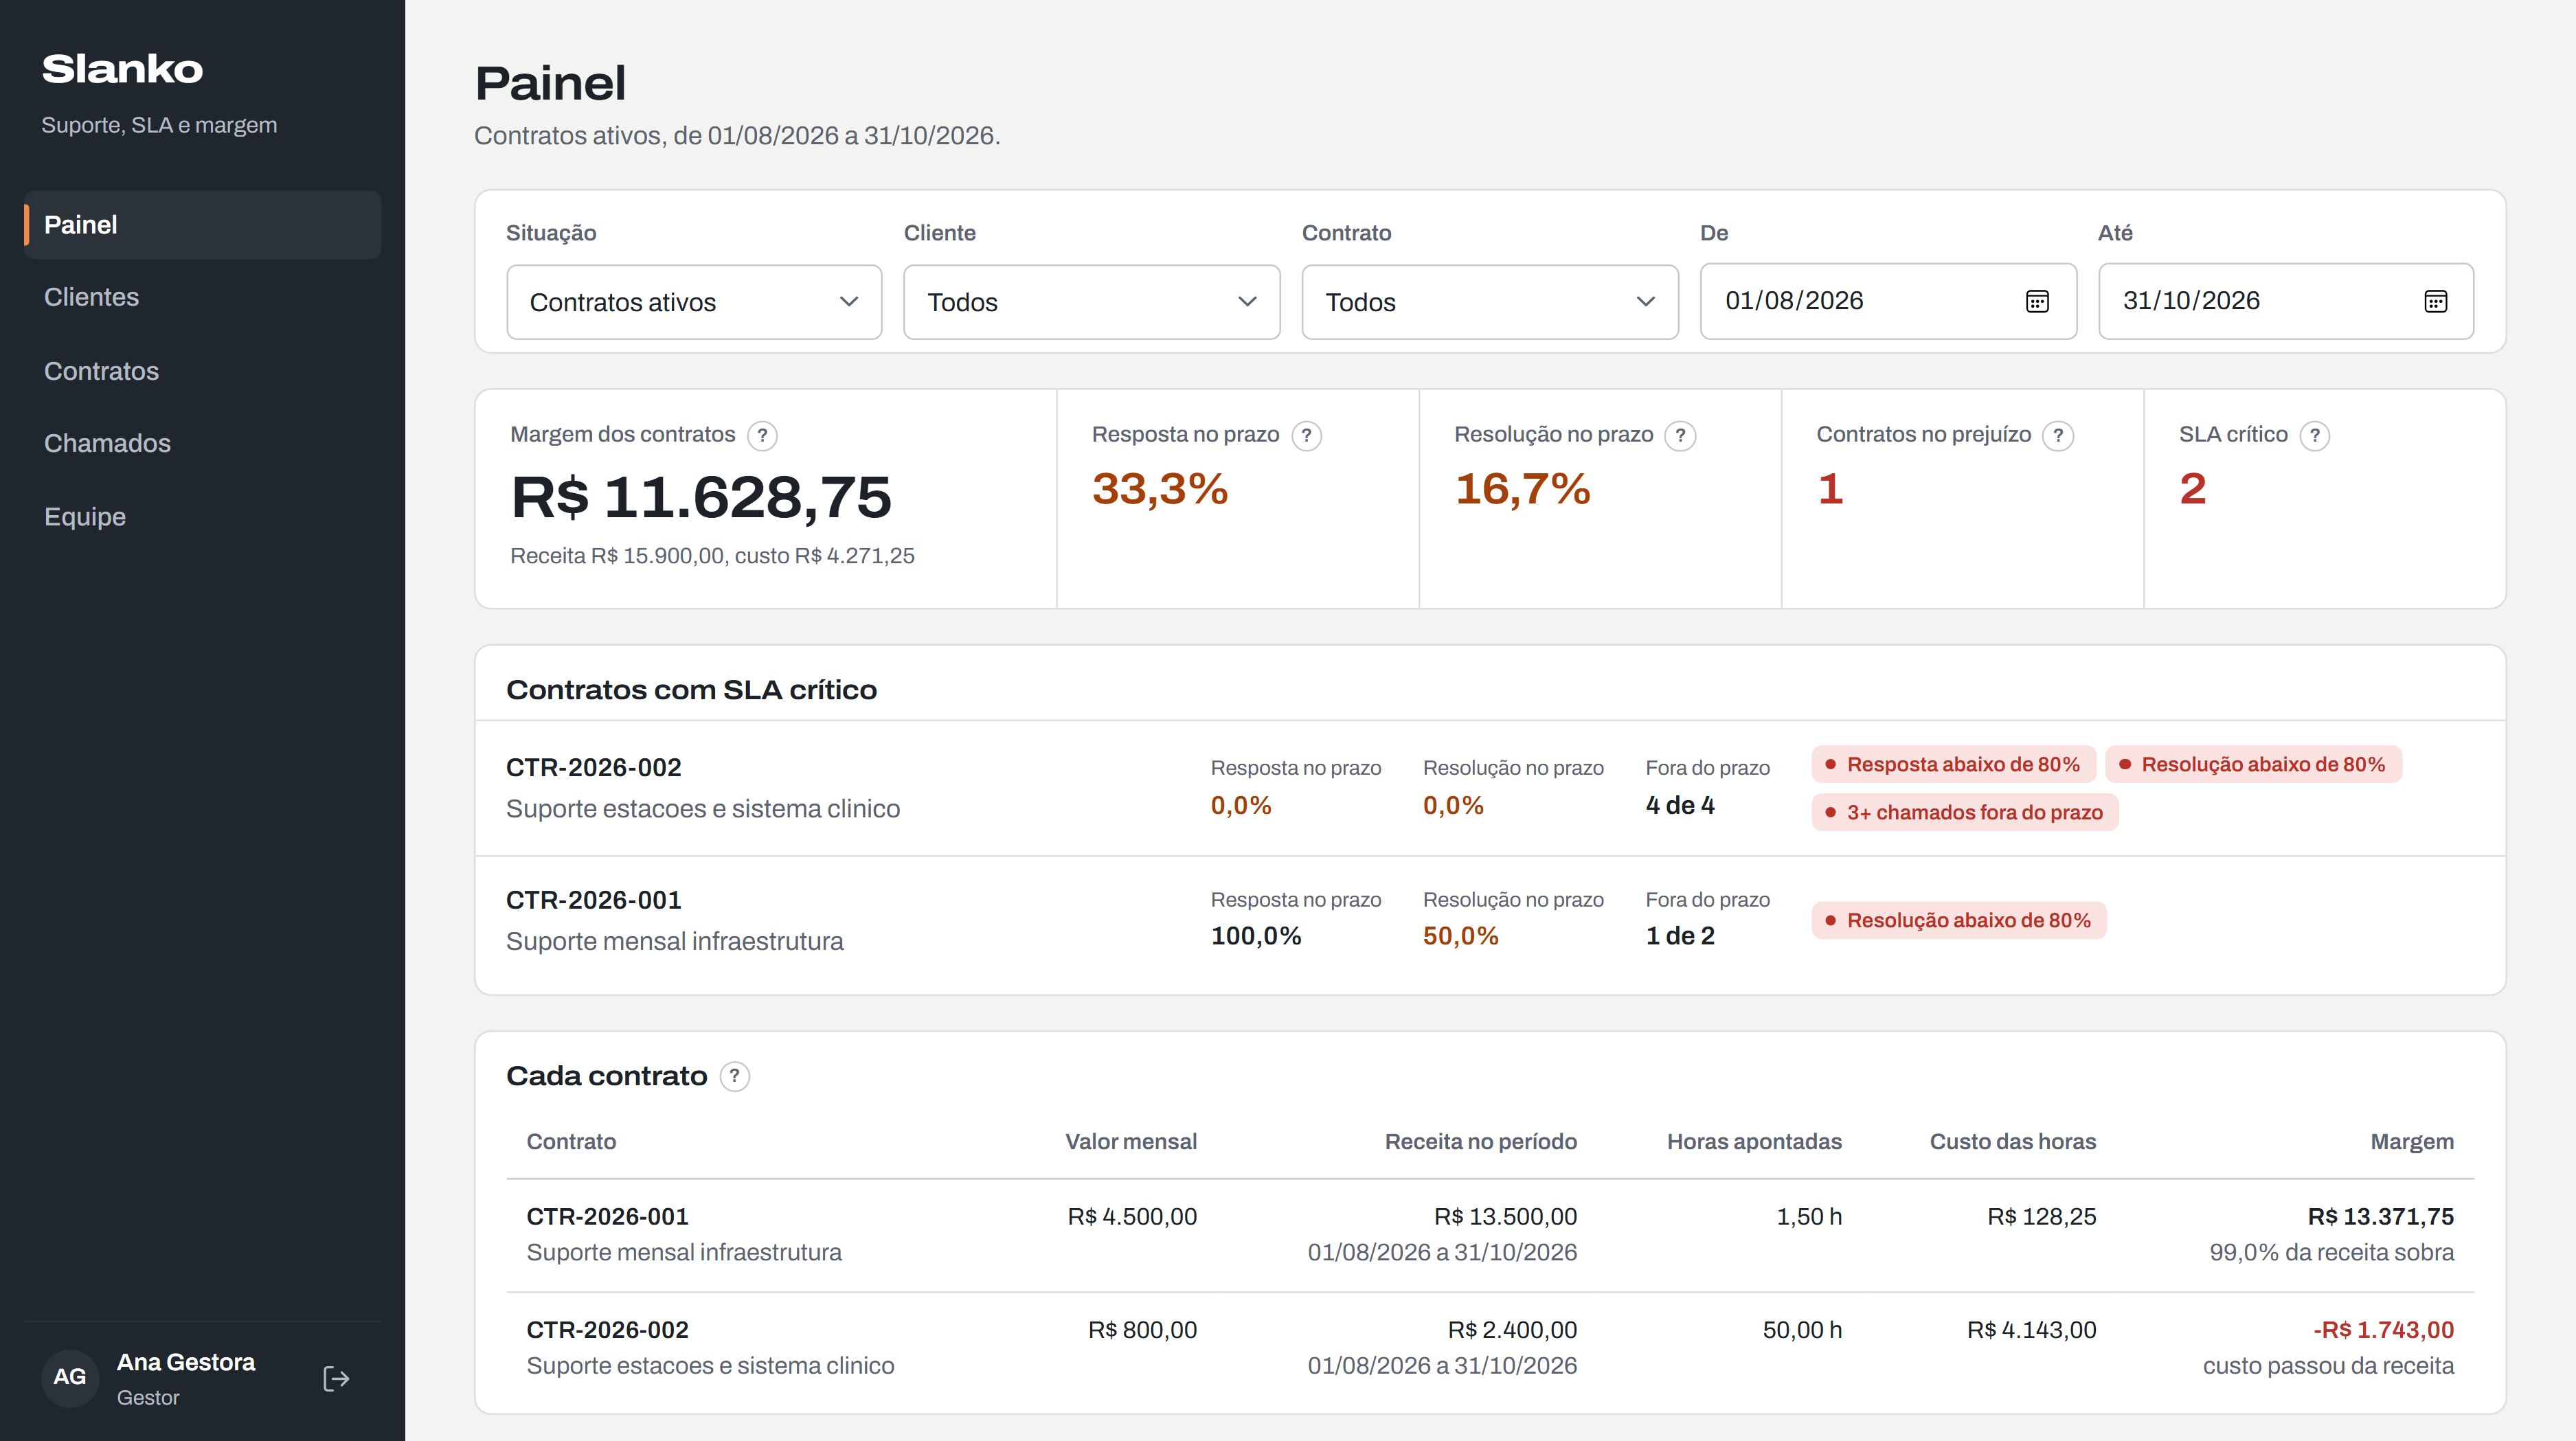 Slanko
Suporte, SLA e margem
Painel
Clientes
Contratos
Chamados
Equipe
AG
Ana Gestora
Gestor
Painel
Contratos ativos, de 01/08/2026 a 31/10/2026.
Situação Cliente Contrato De Até
Contratos ativos Todos Todos 01/08/2026 31/10/2026
Margem dos contratos ?
R$ 11.628,75
Receita R$ 15.900,00, custo R$ 4.271,25
Resposta no prazo ?
33,3%
Resolução no prazo ?
16,7%
Contratos no prejuízo ?
1
SLA crítico ?
2
Contratos com SLA crítico
CTR-2026-002
Suporte estacoes e sistema clinico
Resposta no prazo
0,0%
Resolução no prazo
0,0%
Fora do prazo
4 de 4
Resposta abaixo de 80%
Resolução abaixo de 80%
3+ chamados fora do prazo
CTR-2026-001
Suporte mensal infraestrutura
Resposta no prazo
100,0%
Resolução no prazo
50,0%
Fora do prazo
1 de 2
Resolução abaixo de 80%
Cada contrato ?
Contrato Valor mensal Receita no período Horas apontadas Custo das horas Margem
CTR-2026-001 R$ 4.500,00 R$ 13.500,00 1,50 h R$ 128,25 R$ 13.371,75
Suporte mensal infraestrutura 01/08/2026 a 31/10/2026 99,0% da receita sobra
CTR-2026-002 R$ 800,00 R$ 2.400,00 50,00 h R$ 4.143,00 -R$ 1.743,00
Suporte estacoes e sistema clinico 01/08/2026 a 31/10/2026 custo passou da receita